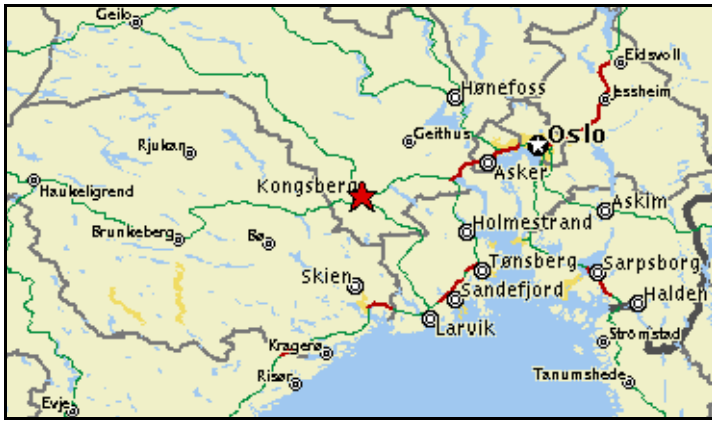 Geilo
Eidsvoll
Hønefoss
Jessheim
Oslo
Geithus
Rjukan
Asker
Haukeligrend
Kongsberg
Askim
Brunkeberg
Bø
Holmestrand
Skien
Tønsberg
Sarpsborg
Sandefjord
Halden
Larvik
Strömstad
Kragerø
Risør
Tanumshede
Evje